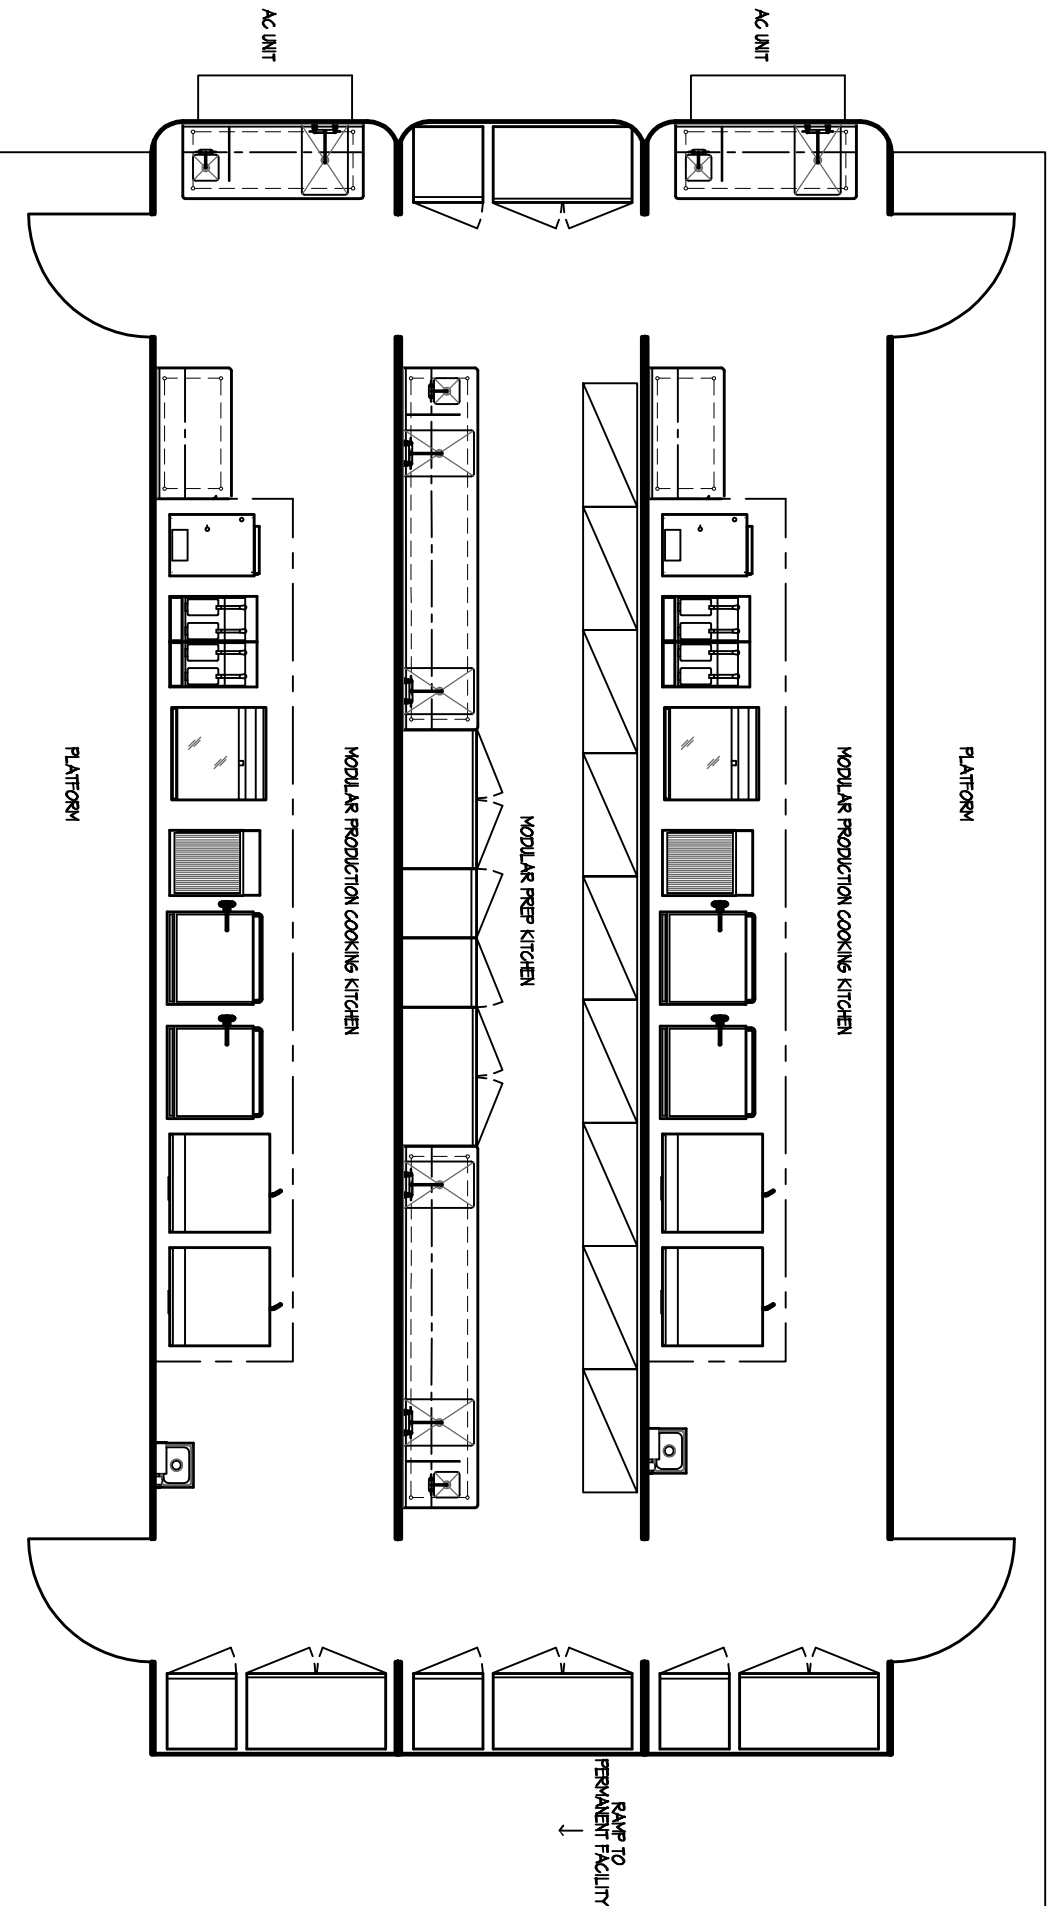 AC UNIT
AC UNIT
PLATFORM
MODULAR PRODUCTION COOKING KITCHEN
MODULAR PREP KITCHEN
MODULAR PRODUCTION COOKING KITCHEN
PLATFORM
RAMP TO
PERMANENT FACILITY